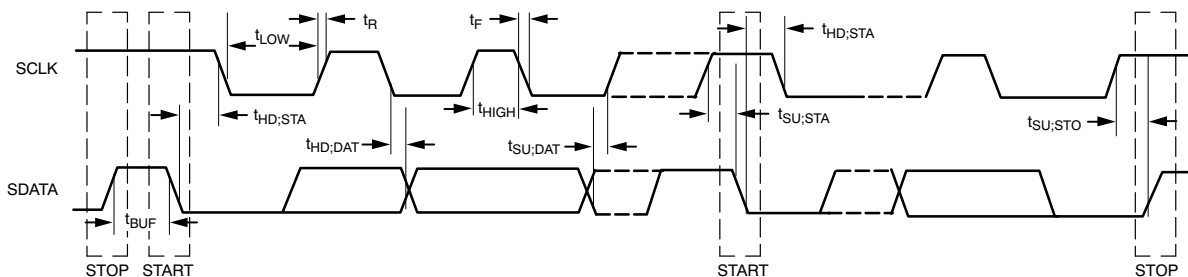 tR
tF
tLOW
tHD;STA
SCLK
tHD;STA
tHIGH
tSU;STA
tSU;STO
tHD;DAT
tSU;DAT
SDATA
tBUF
STOP
START
START
STOP